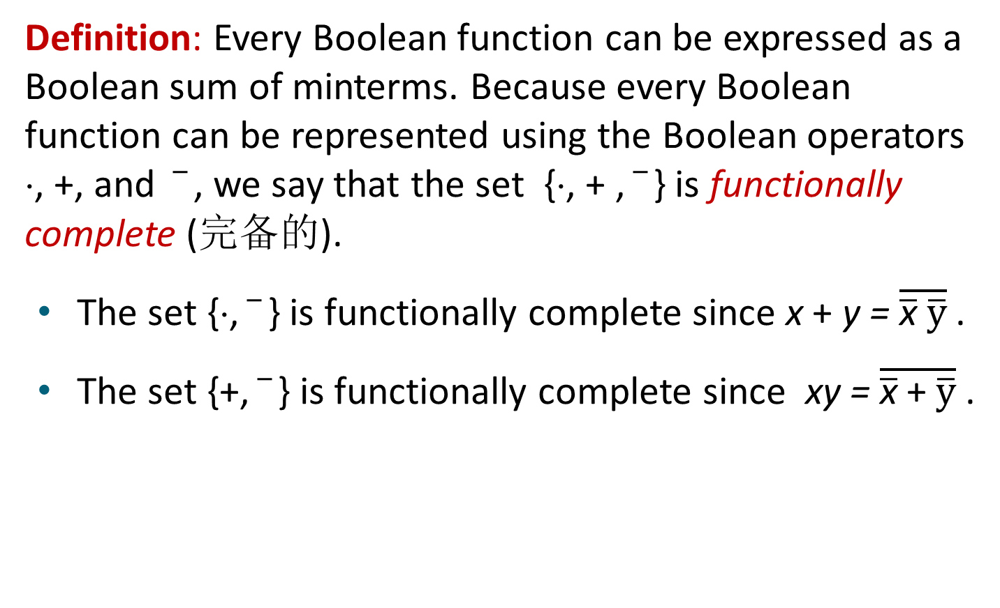 Definition: Every Boolean function can be expressed as a
Boolean sum of minterms. Because every Boolean
function can be represented using the Boolean operators
·, +, and ¯, we say that the set {·, + , ¯ } is functionally
complete (完备的).
• The set {·, ¯ } is functionally complete since x + y = $\overline{\overline{x}\ \overline{y}}$ .
• The set {+, ¯ } is functionally complete since xy = $\overline{\overline{x} + \overline{y}}$ .